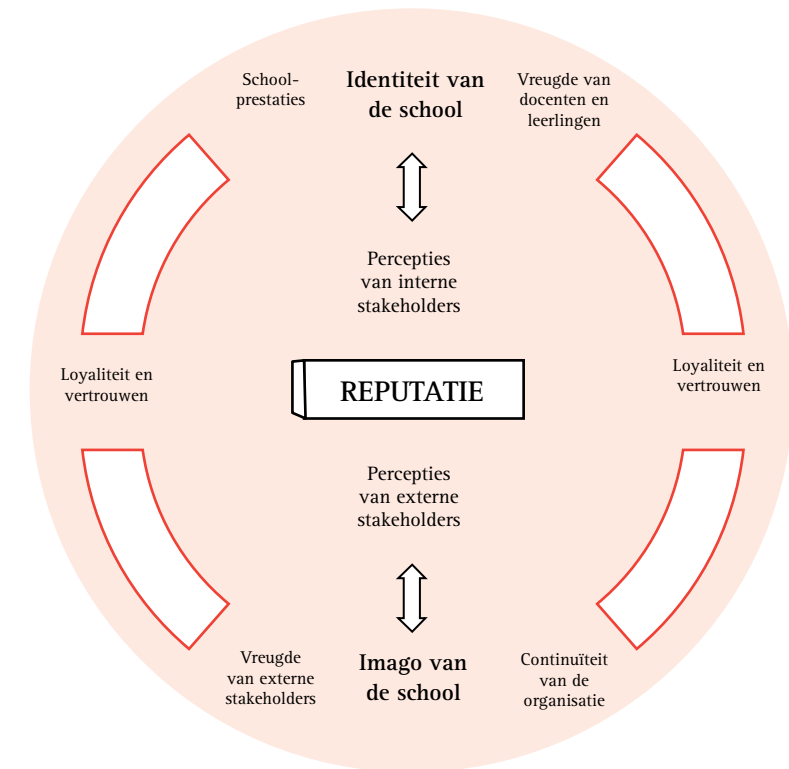 School-
prestaties
Identiteit van
de school
Vreugde van
docenten en
leerlingen
Percepties
van interne
stakeholders
Loyaliteit en
vertrouwen
REPUTATIE
Loyaliteit en
vertrouwen
Percepties
van externe
stakeholders
Vreugde
van externe
stakeholders
Imago van
de school
Continuïteit
van de
organisatie